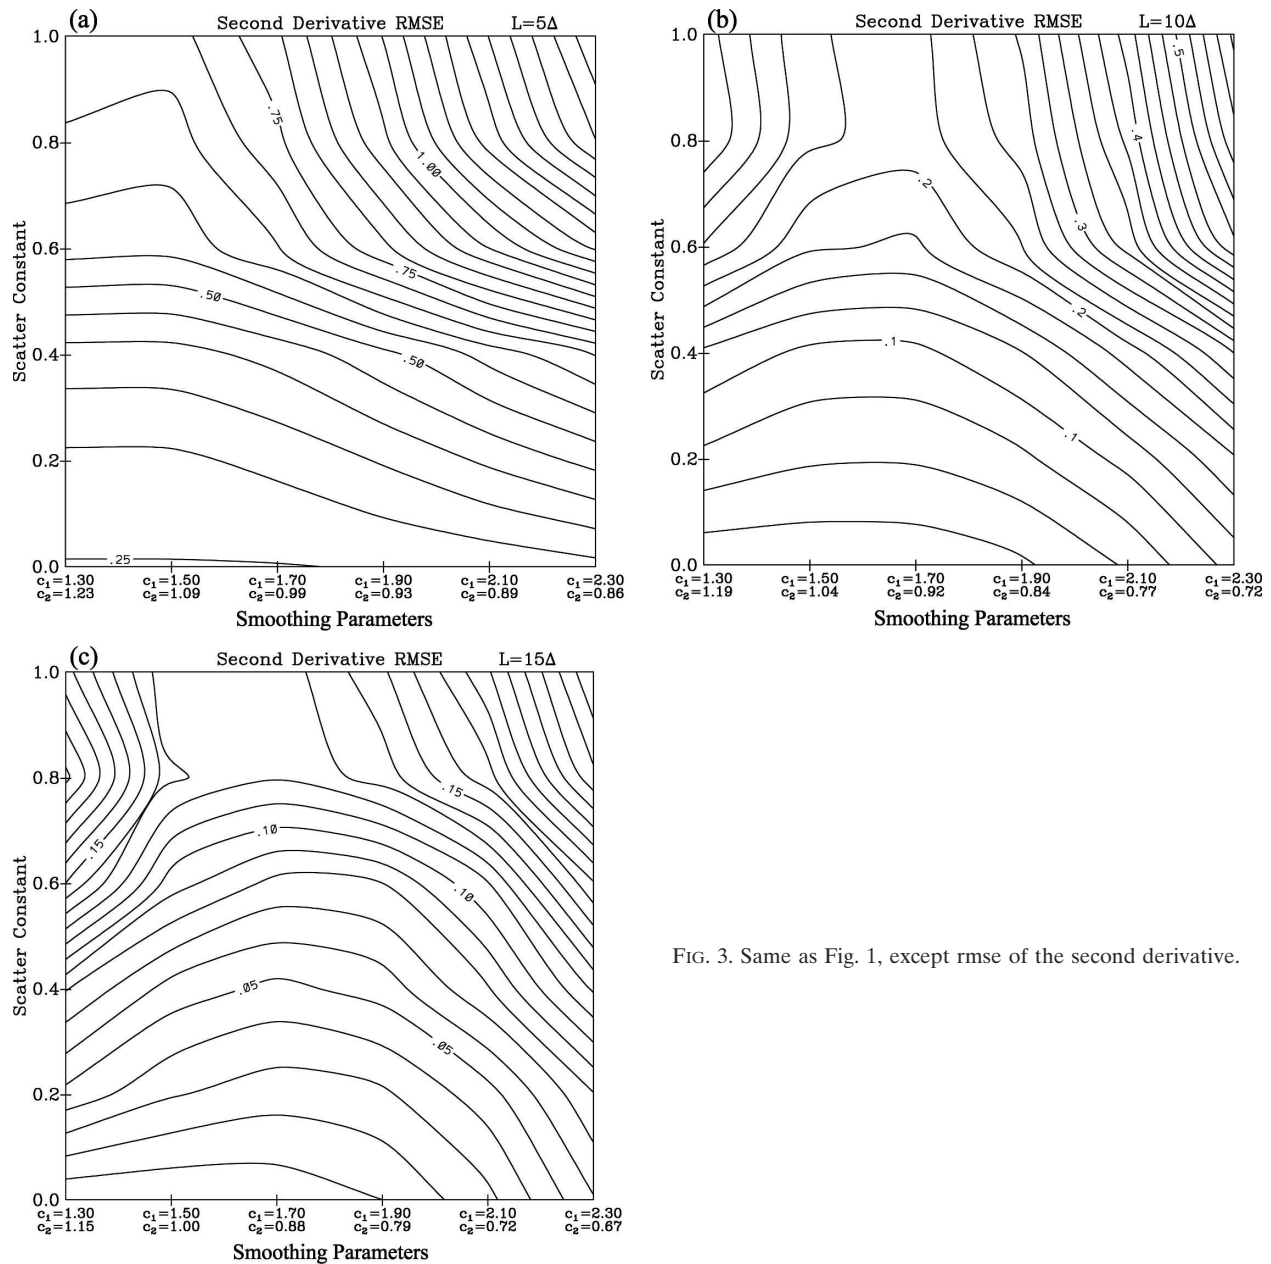 (a)
Second Derivative RMSE L=5Δ
1.0
0.8
0.6
0.4
0.2
0.0
Scatter Constant
.75
1.00
.75
.50
.50
.25
c₁=1.30 c₁=1.50 c₁=1.70 c₁=1.90 c₁=2.10 c₁=2.30
c₂=1.23 c₂=1.09 c₂=0.99 c₂=0.93 c₂=0.89 c₂=0.86
Smoothing Parameters
(b)
Second Derivative RMSE L=10Δ
1.0
0.8
0.6
0.4
0.2
0.0
Scatter Constant
.5
.4
.2
.3
.2
.1
.1
c₁=1.30 c₁=1.50 c₁=1.70 c₁=1.90 c₁=2.10 c₁=2.30
c₂=1.19 c₂=1.04 c₂=0.92 c₂=0.84 c₂=0.77 c₂=0.72
Smoothing Parameters
(c)
Second Derivative RMSE L=15Δ
1.0
0.8
0.6
0.4
0.2
0.0
Scatter Constant
.15
.10
.15
.10
.05
.05
c₁=1.30 c₁=1.50 c₁=1.70 c₁=1.90 c₁=2.10 c₁=2.30
c₂=1.15 c₂=1.00 c₂=0.88 c₂=0.79 c₂=0.72 c₂=0.67
Smoothing Parameters
FIG. 3. Same as Fig. 1, except rmse of the second derivative.